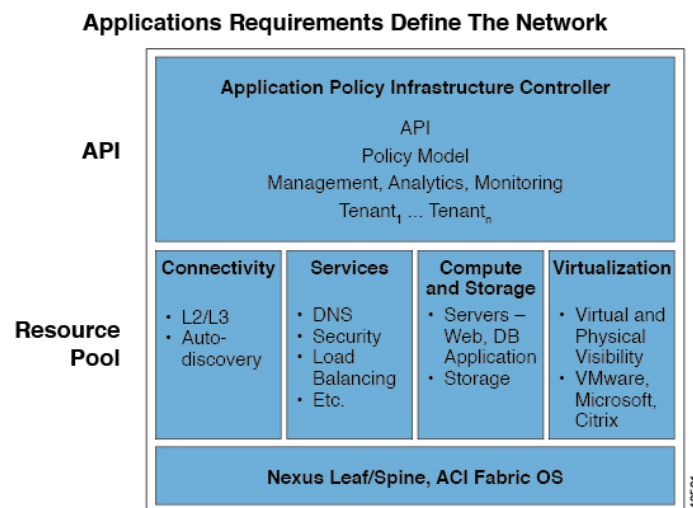 Applications Requirements Define The Network
API
Application Policy Infrastructure Controller
API
Policy Model
Management, Analytics, Monitoring
Tenant1 ... Tenantn
Resource
Pool
Connectivity
• L2/L3
• Auto-
discovery
Services
• DNS
• Security
• Load
Balancing
• Etc.
Compute
and Storage
• Servers –
Web, DB
Application
• Storage
Virtualization
• Virtual and
Physical
Visibility
• VMware,
Microsoft,
Citrix
Nexus Leaf/Spine, ACI Fabric OS